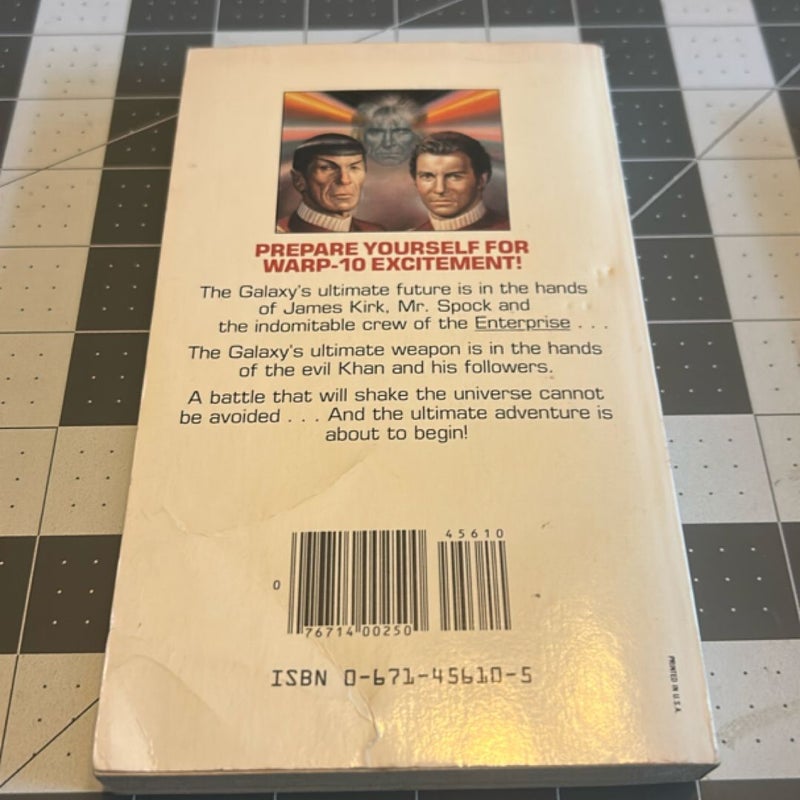 PREPARE YOURSELF FOR
WARP-10 EXCITEMENT!
The Galaxy's ultimate future is in the hands
of James Kirk, Mr. Spock and
the indomitable crew of the Enterprise . . .
The Galaxy's ultimate weapon is in the hands
of the evil Khan and his followers.
A battle that will shake the universe cannot
be avoided . . . And the ultimate adventure is
about to begin!
45610
0
76714 00250
ISBN 0-671-45610-5
PRINTED IN U.S.A.